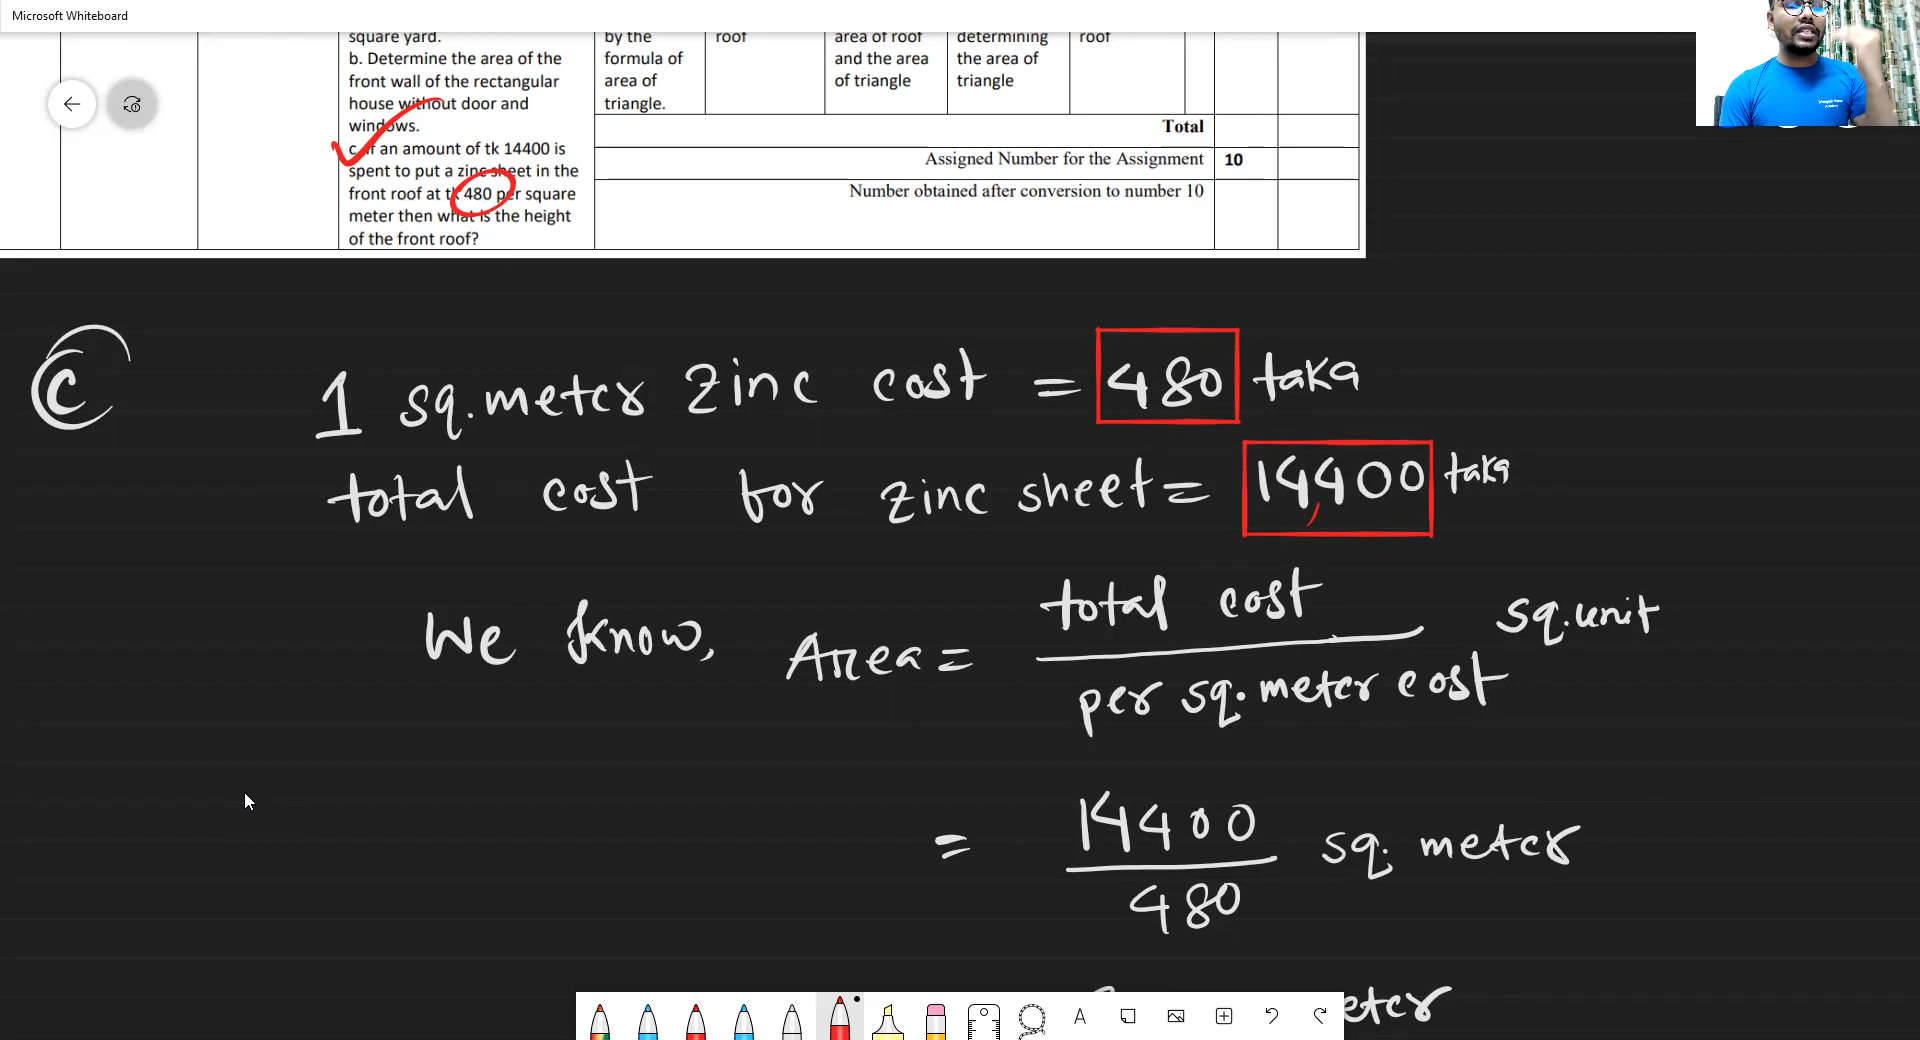 Microsoft Whiteboard
square yard.
b. Determine the area of the
front wall of the rectangular
house without door and
windows.
c. If an amount of tk 14400 is
spent to put a zinc sheet in the
front roof at tk 480 per square
meter then what is the height
of the front roof?
by the
formula of
area of
triangle.
roof
area of roof
and the area
of triangle
determining
the area of
triangle
roof
Total
Assigned Number for the Assignment 10
Number obtained after conversion to number 10
C
1 sq.meter zinc cost = 480 taka
total cost for zinc sheet = 14,400 taka
We know, Area = total cost / per sq.meter cost sq.unit
= 14400 / 480 sq. meter
eter
A